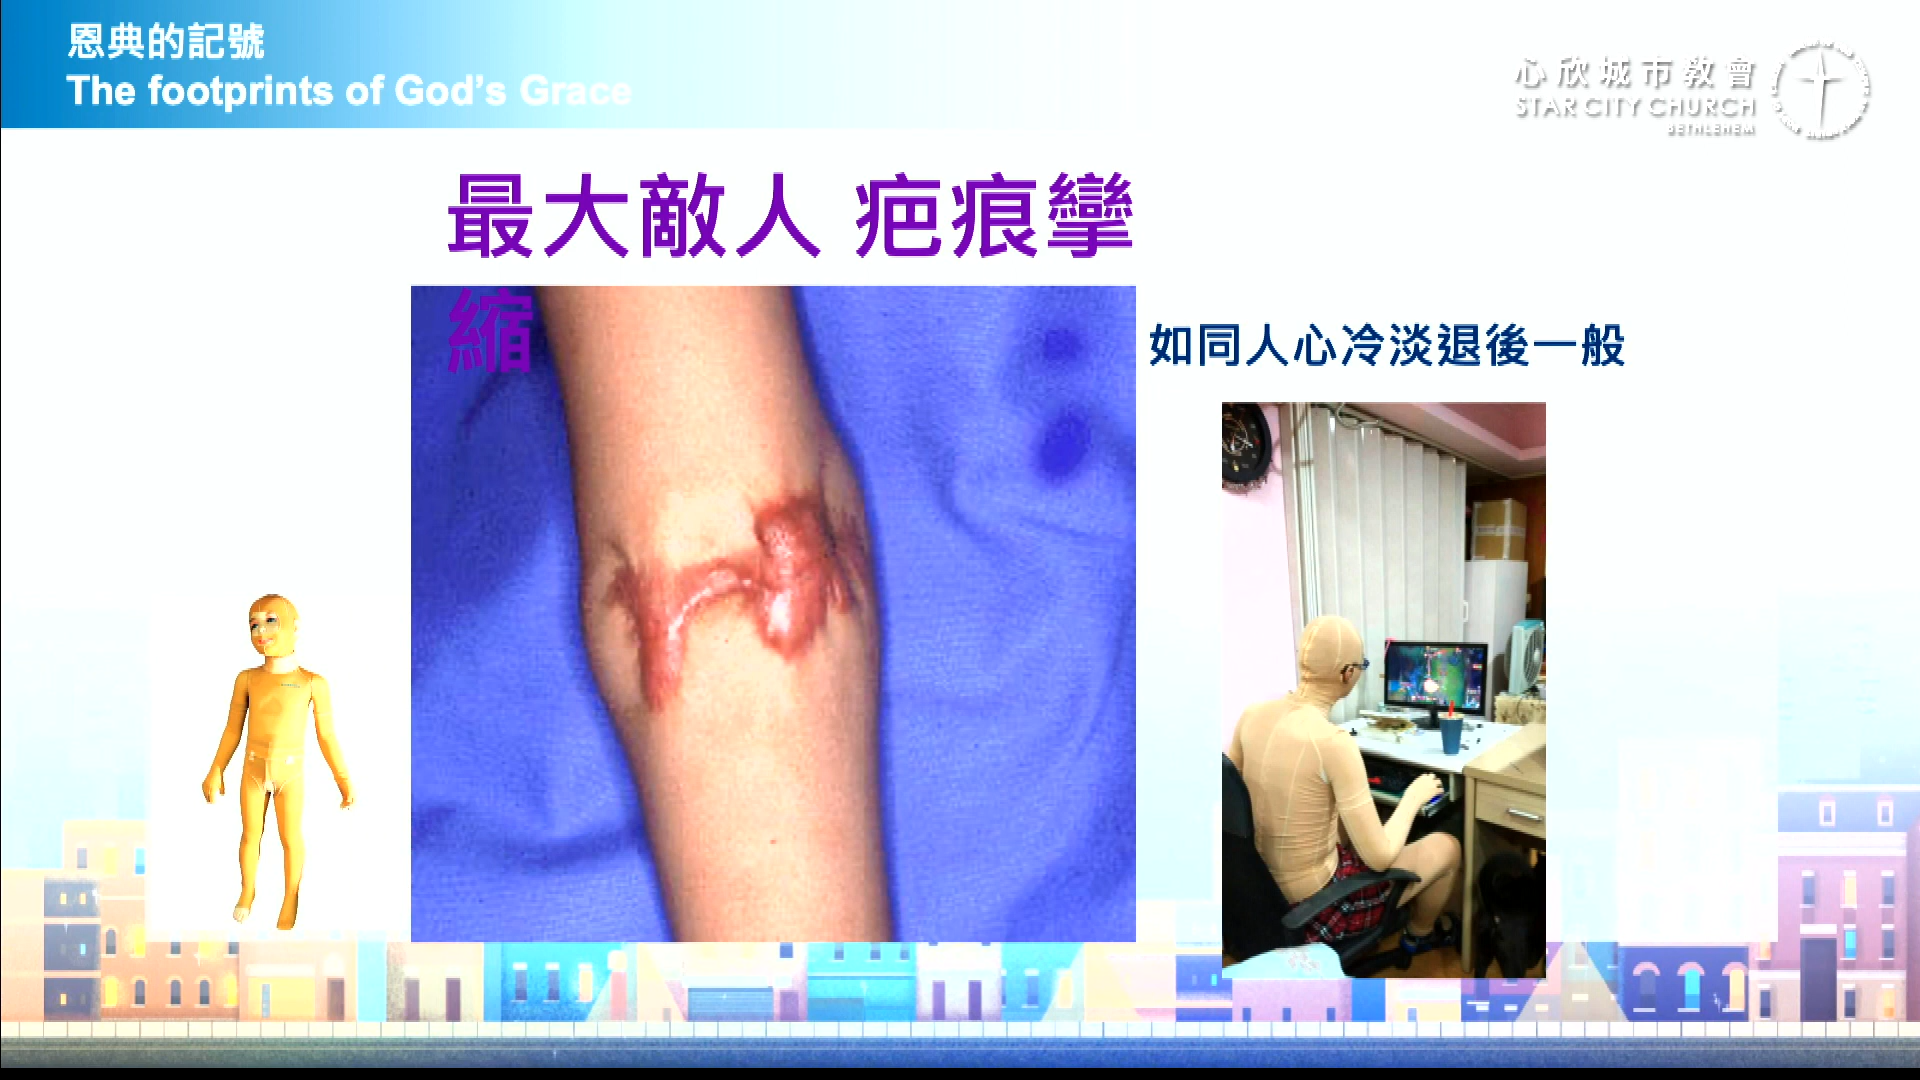 恩典的記號
The footprints of God's Grace
心欣城市教會
STAR CITY CHURCH
BETHLEHEM
最大敵人 疤痕攣
縮
如同人心冷淡退後一般